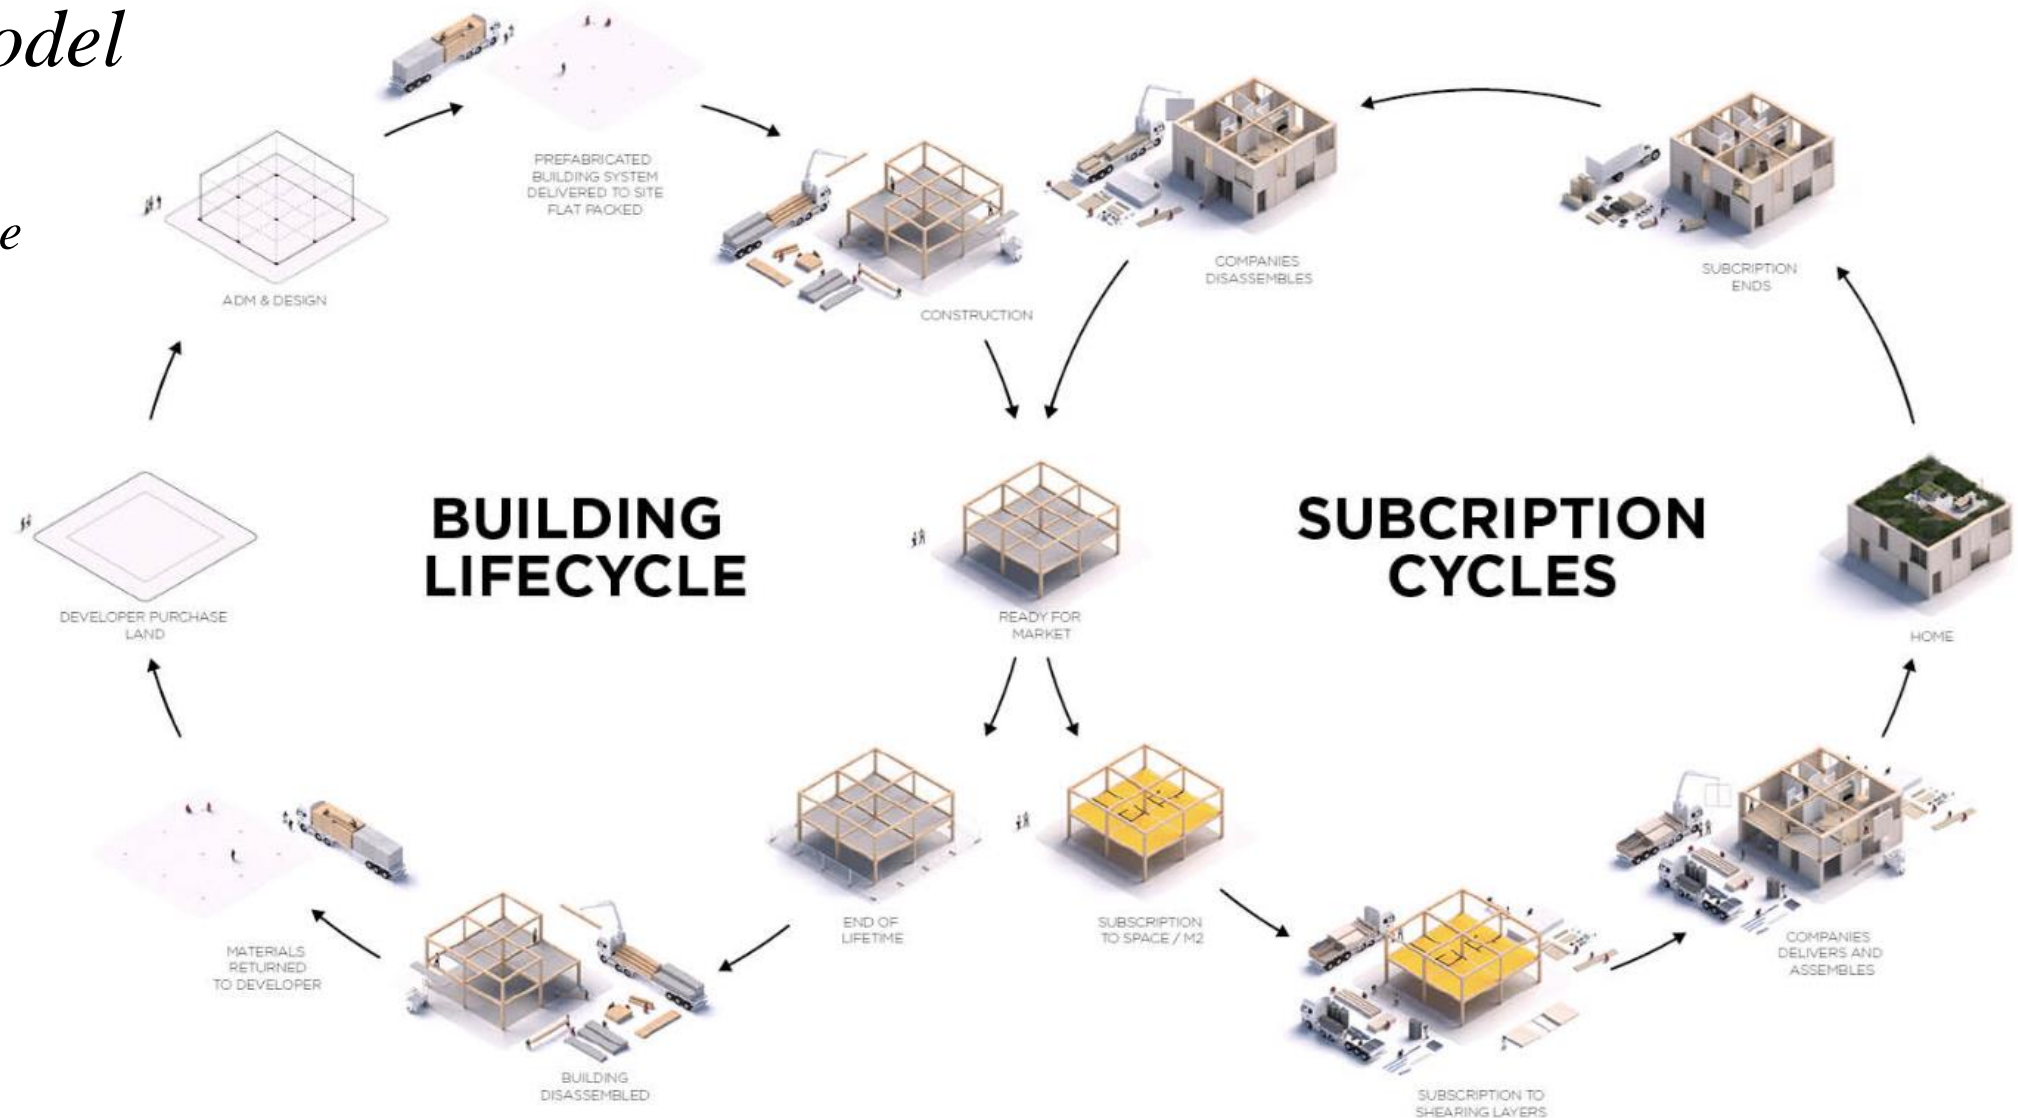 odel
e
PREFABRICATED
BUILDING SYSTEM
DELIVERED TO SITE
FLAT PACKED
ADM & DESIGN
CONSTRUCTION
COMPANIES
DISASSEMBLES
SUBCRIPTION
ENDS
BUILDING
LIFECYCLE
SUBCRIPTION
CYCLES
DEVELOPER PURCHASE
LAND
READY FOR
MARKET
HOME
MATERIALS
RETURNED
TO DEVELOPER
END OF
LIFETIME
SUBSCRIPTION
TO SPACE / M2
COMPANIES
DELIVERS AND
ASSEMBLES
BUILDING
DISASSEMBLED
SUBSCRIPTION TO
SHEARING LAYERS